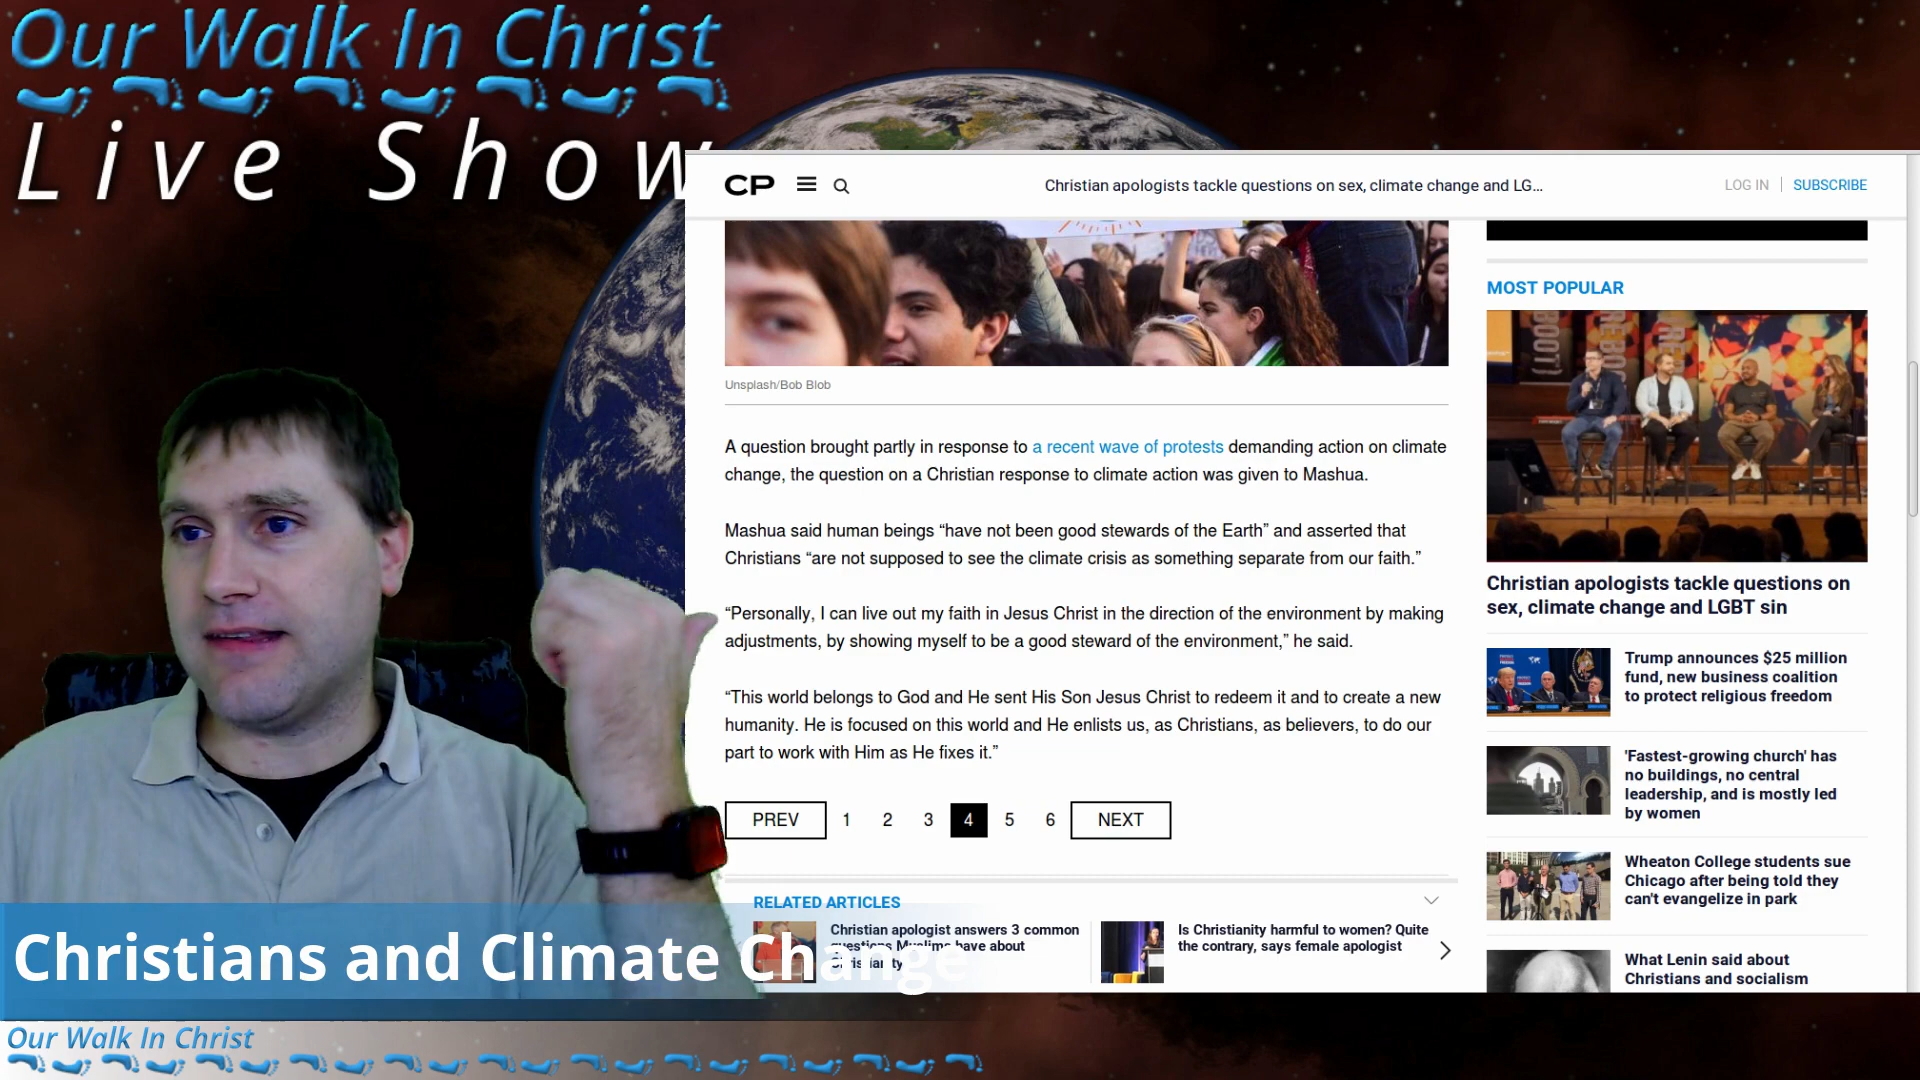 Our Walk In Christ
Live Show
CP
Christian apologists tackle questions on sex, climate change and LG...
LOG IN
SUBSCRIBE
Unsplash/Bob Blob
A question brought partly in response to a recent wave of protests demanding action on climate
change, the question on a Christian response to climate action was given to Mashua.
Mashua said human beings “have not been good stewards of the Earth” and asserted that
Christians “are not supposed to see the climate crisis as something separate from our faith.”
“Personally, I can live out my faith in Jesus Christ in the direction of the environment by making
adjustments, by showing myself to be a good steward of the environment,” he said.
“This world belongs to God and He sent His Son Jesus Christ to redeem it and to create a new
humanity. He is focused on this world and He enlists us, as Christians, as believers, to do our
part to work with Him as He fixes it.”
PREV 1 2 3 4 5 6 NEXT
RELATED ARTICLES
Christian apologist answers 3 common
questions Muslims have about
Christianity
Is Christianity harmful to women? Quite
the contrary, says female apologist
MOST POPULAR
Christian apologists tackle questions on
sex, climate change and LGBT sin
Trump announces $25 million
fund, new business coalition
to protect religious freedom
'Fastest-growing church' has
no buildings, no central
leadership, and is mostly led
by women
Wheaton College students sue
Chicago after being told they
can't evangelize in park
What Lenin said about
Christians and socialism
Christians and Climate Change
Our Walk In Christ